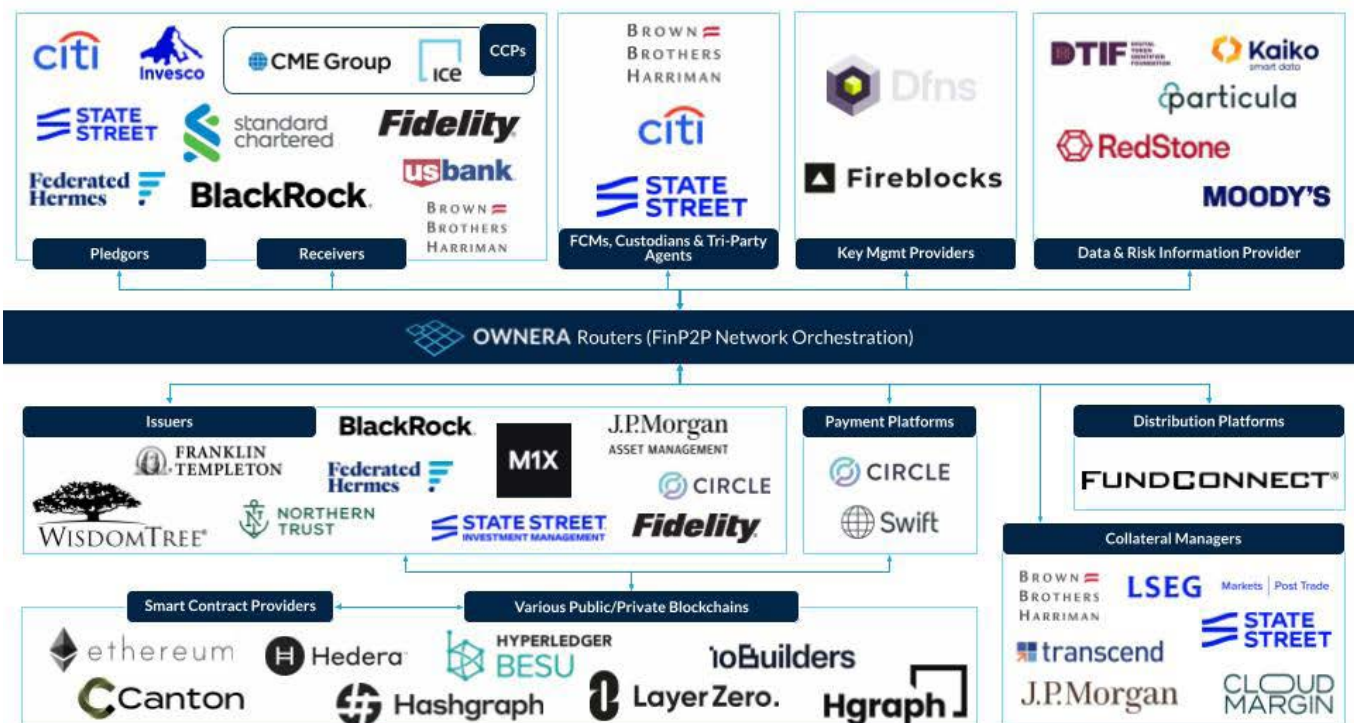 citi
Invesco
CME Group
ice
CCPs
STATE
STREET
standard
chartered
Fidelity
Federated
Hermes
BlackRock.
usbank
BROWN
BROTHERS
HARRIMAN
Pledgors
Receivers
BROWN
BROTHERS
HARRIMAN
citi
STATE
STREET
FCMs, Custodians & Tri-Party
Agents
Dfns
Fireblocks
Key Mgmt Providers
DTIF
DIGITAL
TOKEN
IDENTIFIER
FOUNDATION
Kaiko
smart data
particula
RedStone
MOODY'S
Data & Risk Information Provider
OWNERA Routers (FinP2P Network Orchestration)
Issuers
BlackRock
J.P.Morgan
ASSET MANAGEMENT
FRANKLIN
TEMPLETON
Federated
Hermes
M1X
CIRCLE
WISDOMTREE®
NORTHERN
TRUST
STATE STREET
INVESTMENT MANAGEMENT
Fidelity
Payment Platforms
CIRCLE
Swift
Distribution Platforms
FUNDCONNECT®
Collateral Managers
BROWN
BROTHERS
HARRIMAN
LSEG Markets | Post Trade
STATE
STREET
transcend
J.P.Morgan
CLOUD
MARGIN
Smart Contract Providers
Various Public/Private Blockchains
ethereum
H Hedera
HYPERLEDGER
BESU
ioBuilders
Canton
Hashgraph
LayerZero.
Hgraph